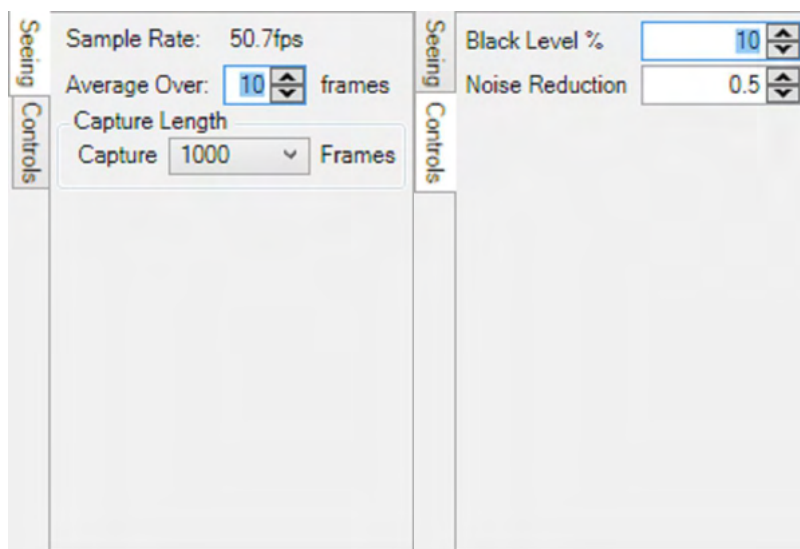 Seeing
Controls
Sample Rate: 50.7fps
Average Over: 10 frames
Capture Length
Capture 1000 Frames
Seeing
Controls
Black Level % 10
Noise Reduction 0.5